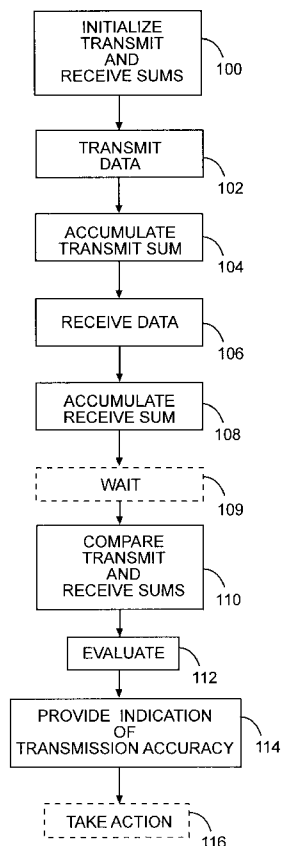 INITIALIZE
TRANSMIT
AND
RECEIVE SUMS
100
TRANSMIT
DATA
102
ACCUMULATE
TRANSMIT SUM
104
RECEIVE DATA
106
ACCUMULATE
RECEIVE SUM
108
WAIT
109
COMPARE
TRANSMIT
AND
RECEIVE SUMS
110
EVALUATE
112
PROVIDE INDICATION
OF
TRANSMISSION ACCURACY
114
TAKE ACTION
116